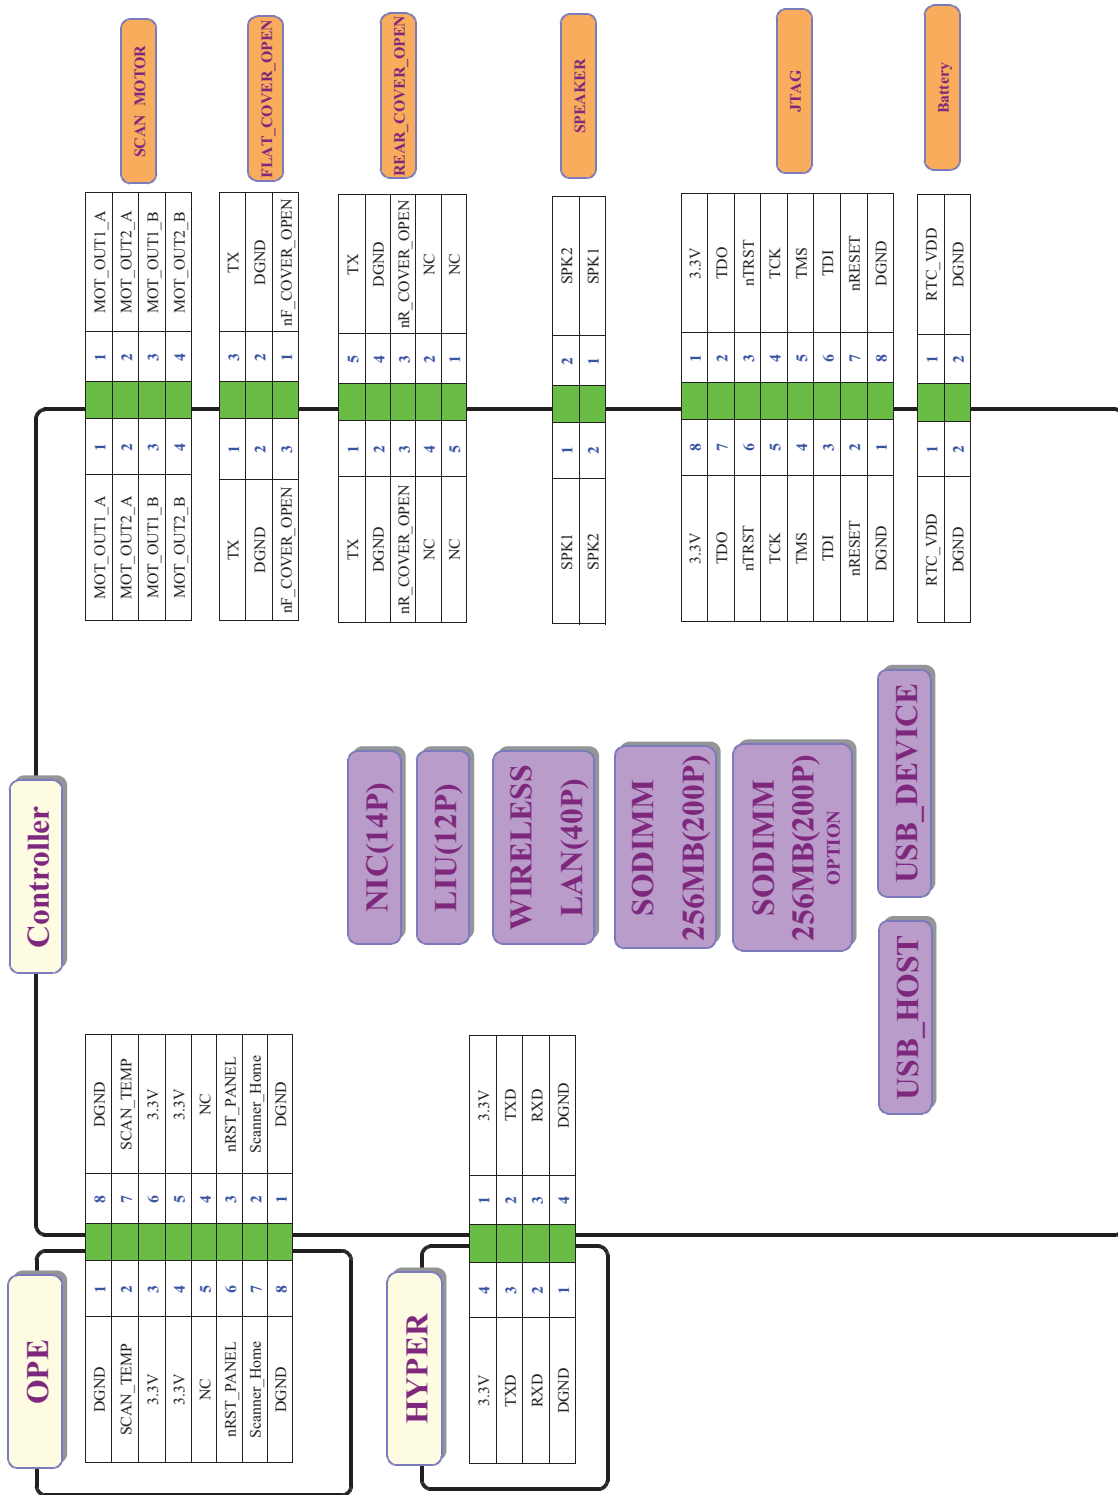 OPE
DGND 1 8 DGND
SCAN_TEMP 2 7 SCAN_TEMP
3.3V 3 6 3.3V
3.3V 4 5 3.3V
NC 5 4 NC
nRST_PANEL 6 3 nRST_PANEL
Scanner_Home 7 2 Scanner_Home
DGND 8 1 DGND
HYPER
3.3V 4 1 3.3V
TXD 3 2 TXD
RXD 2 3 RXD
DGND 1 4 DGND
Controller
NIC(14P)
LIU(12P)
WIRELESS
LAN(40P)
SODIMM
256MB(200P)
SODIMM
256MB(200P)
OPTION
USB_HOST
USB_DEVICE
SCAN MOTOR
MOT_OUT1_A 1 1 MOT_OUT1_A
MOT_OUT2_A 2 2 MOT_OUT2_A
MOT_OUT1_B 3 3 MOT_OUT1_B
MOT_OUT2_B 4 4 MOT_OUT2_B
FLAT_COVER_OPEN
TX 1 3 TX
DGND 2 2 DGND
nF_COVER_OPEN 3 1 nF_COVER_OPEN
REAR_COVER_OPEN
TX 1 5 TX
DGND 2 4 DGND
nR_COVER_OPEN 3 3 nR_COVER_OPEN
NC 4 2 NC
NC 5 1 NC
SPEAKER
SPK1 1 2 SPK2
SPK2 2 1 SPK1
JTAG
3.3V 8 1 3.3V
TDO 7 2 TDO
nTRST 6 3 nTRST
TCK 5 4 TCK
TMS 4 5 TMS
TDI 3 6 TDI
nRESET 2 7 nRESET
DGND 1 8 DGND
Battery
RTC_VDD 1 1 RTC_VDD
DGND 2 2 DGND